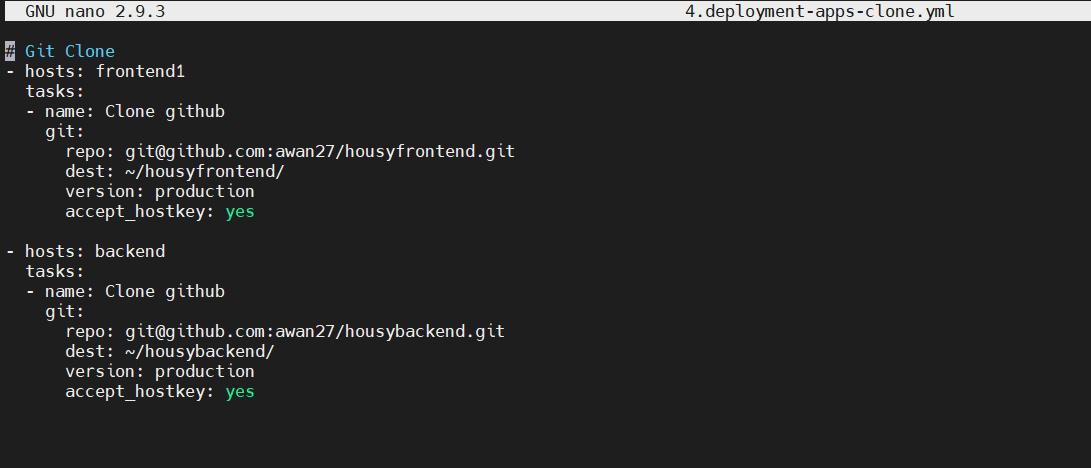 GNU nano 2.9.3 4.deployment-apps-clone.yml
# Git Clone
- hosts: frontend1
  tasks:
  - name: Clone github
    git:
      repo: git@github.com:awan27/housyfrontend.git
      dest: ~/housyfrontend/
      version: production
      accept_hostkey: yes
- hosts: backend
  tasks:
  - name: Clone github
    git:
      repo: git@github.com:awan27/housybackend.git
      dest: ~/housybackend/
      version: production
      accept_hostkey: yes